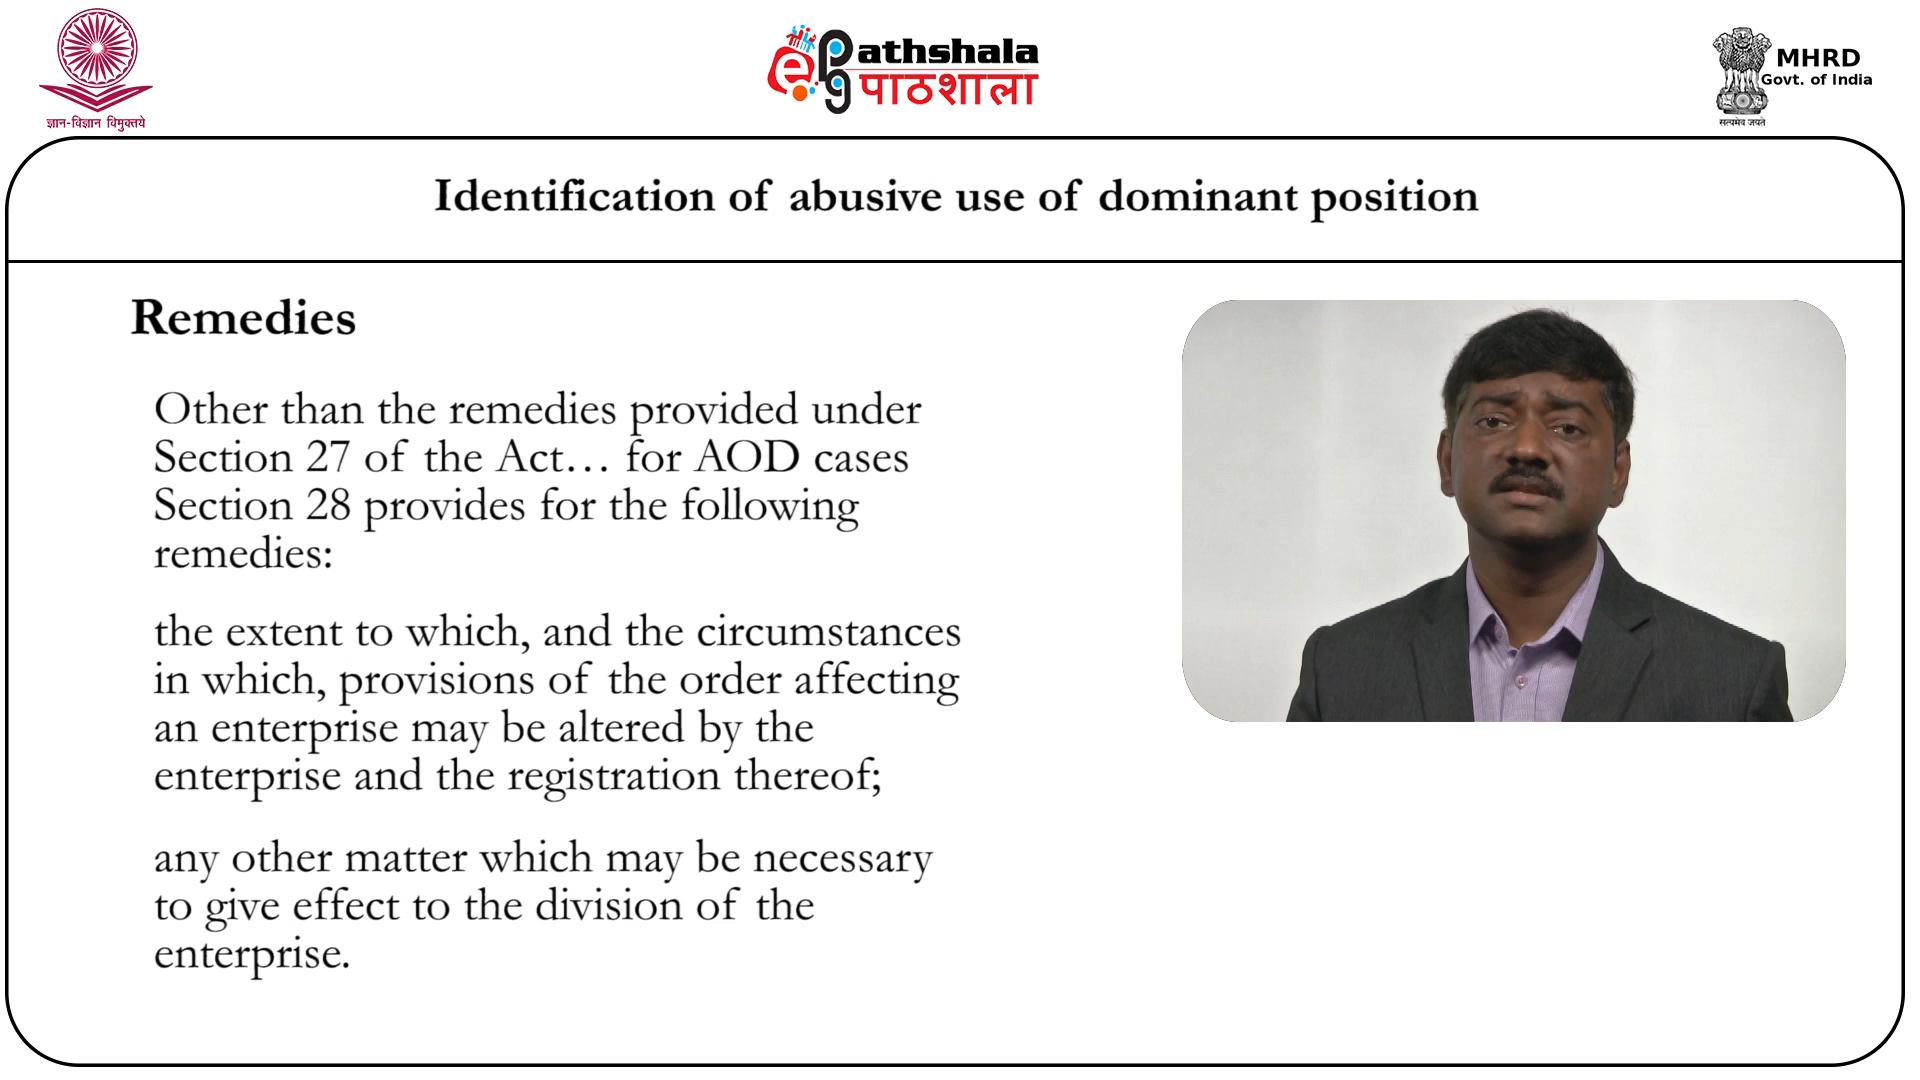 ज्ञान-विज्ञान विमुक्तये
e pg Pathshala
पाठशाला
MHRD
Govt. of India
सत्यमेव जयते
Identification of abusive use of dominant position
Remedies
Other than the remedies provided under
Section 27 of the Act… for AOD cases
Section 28 provides for the following
remedies:
the extent to which, and the circumstances
in which, provisions of the order affecting
an enterprise may be altered by the
enterprise and the registration thereof;
any other matter which may be necessary
to give effect to the division of the
enterprise.